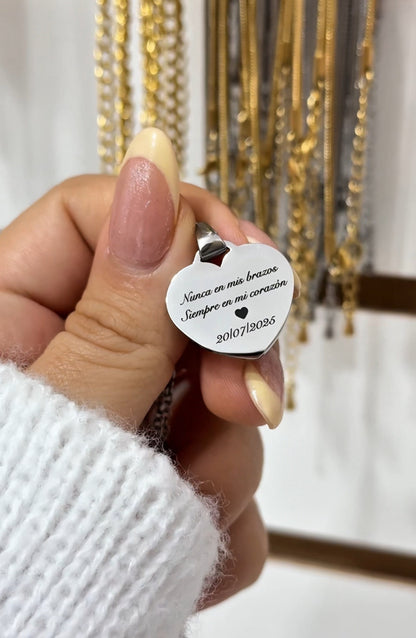 Nunca en mis brazos
Siempre en mi corazón
20|07|2025